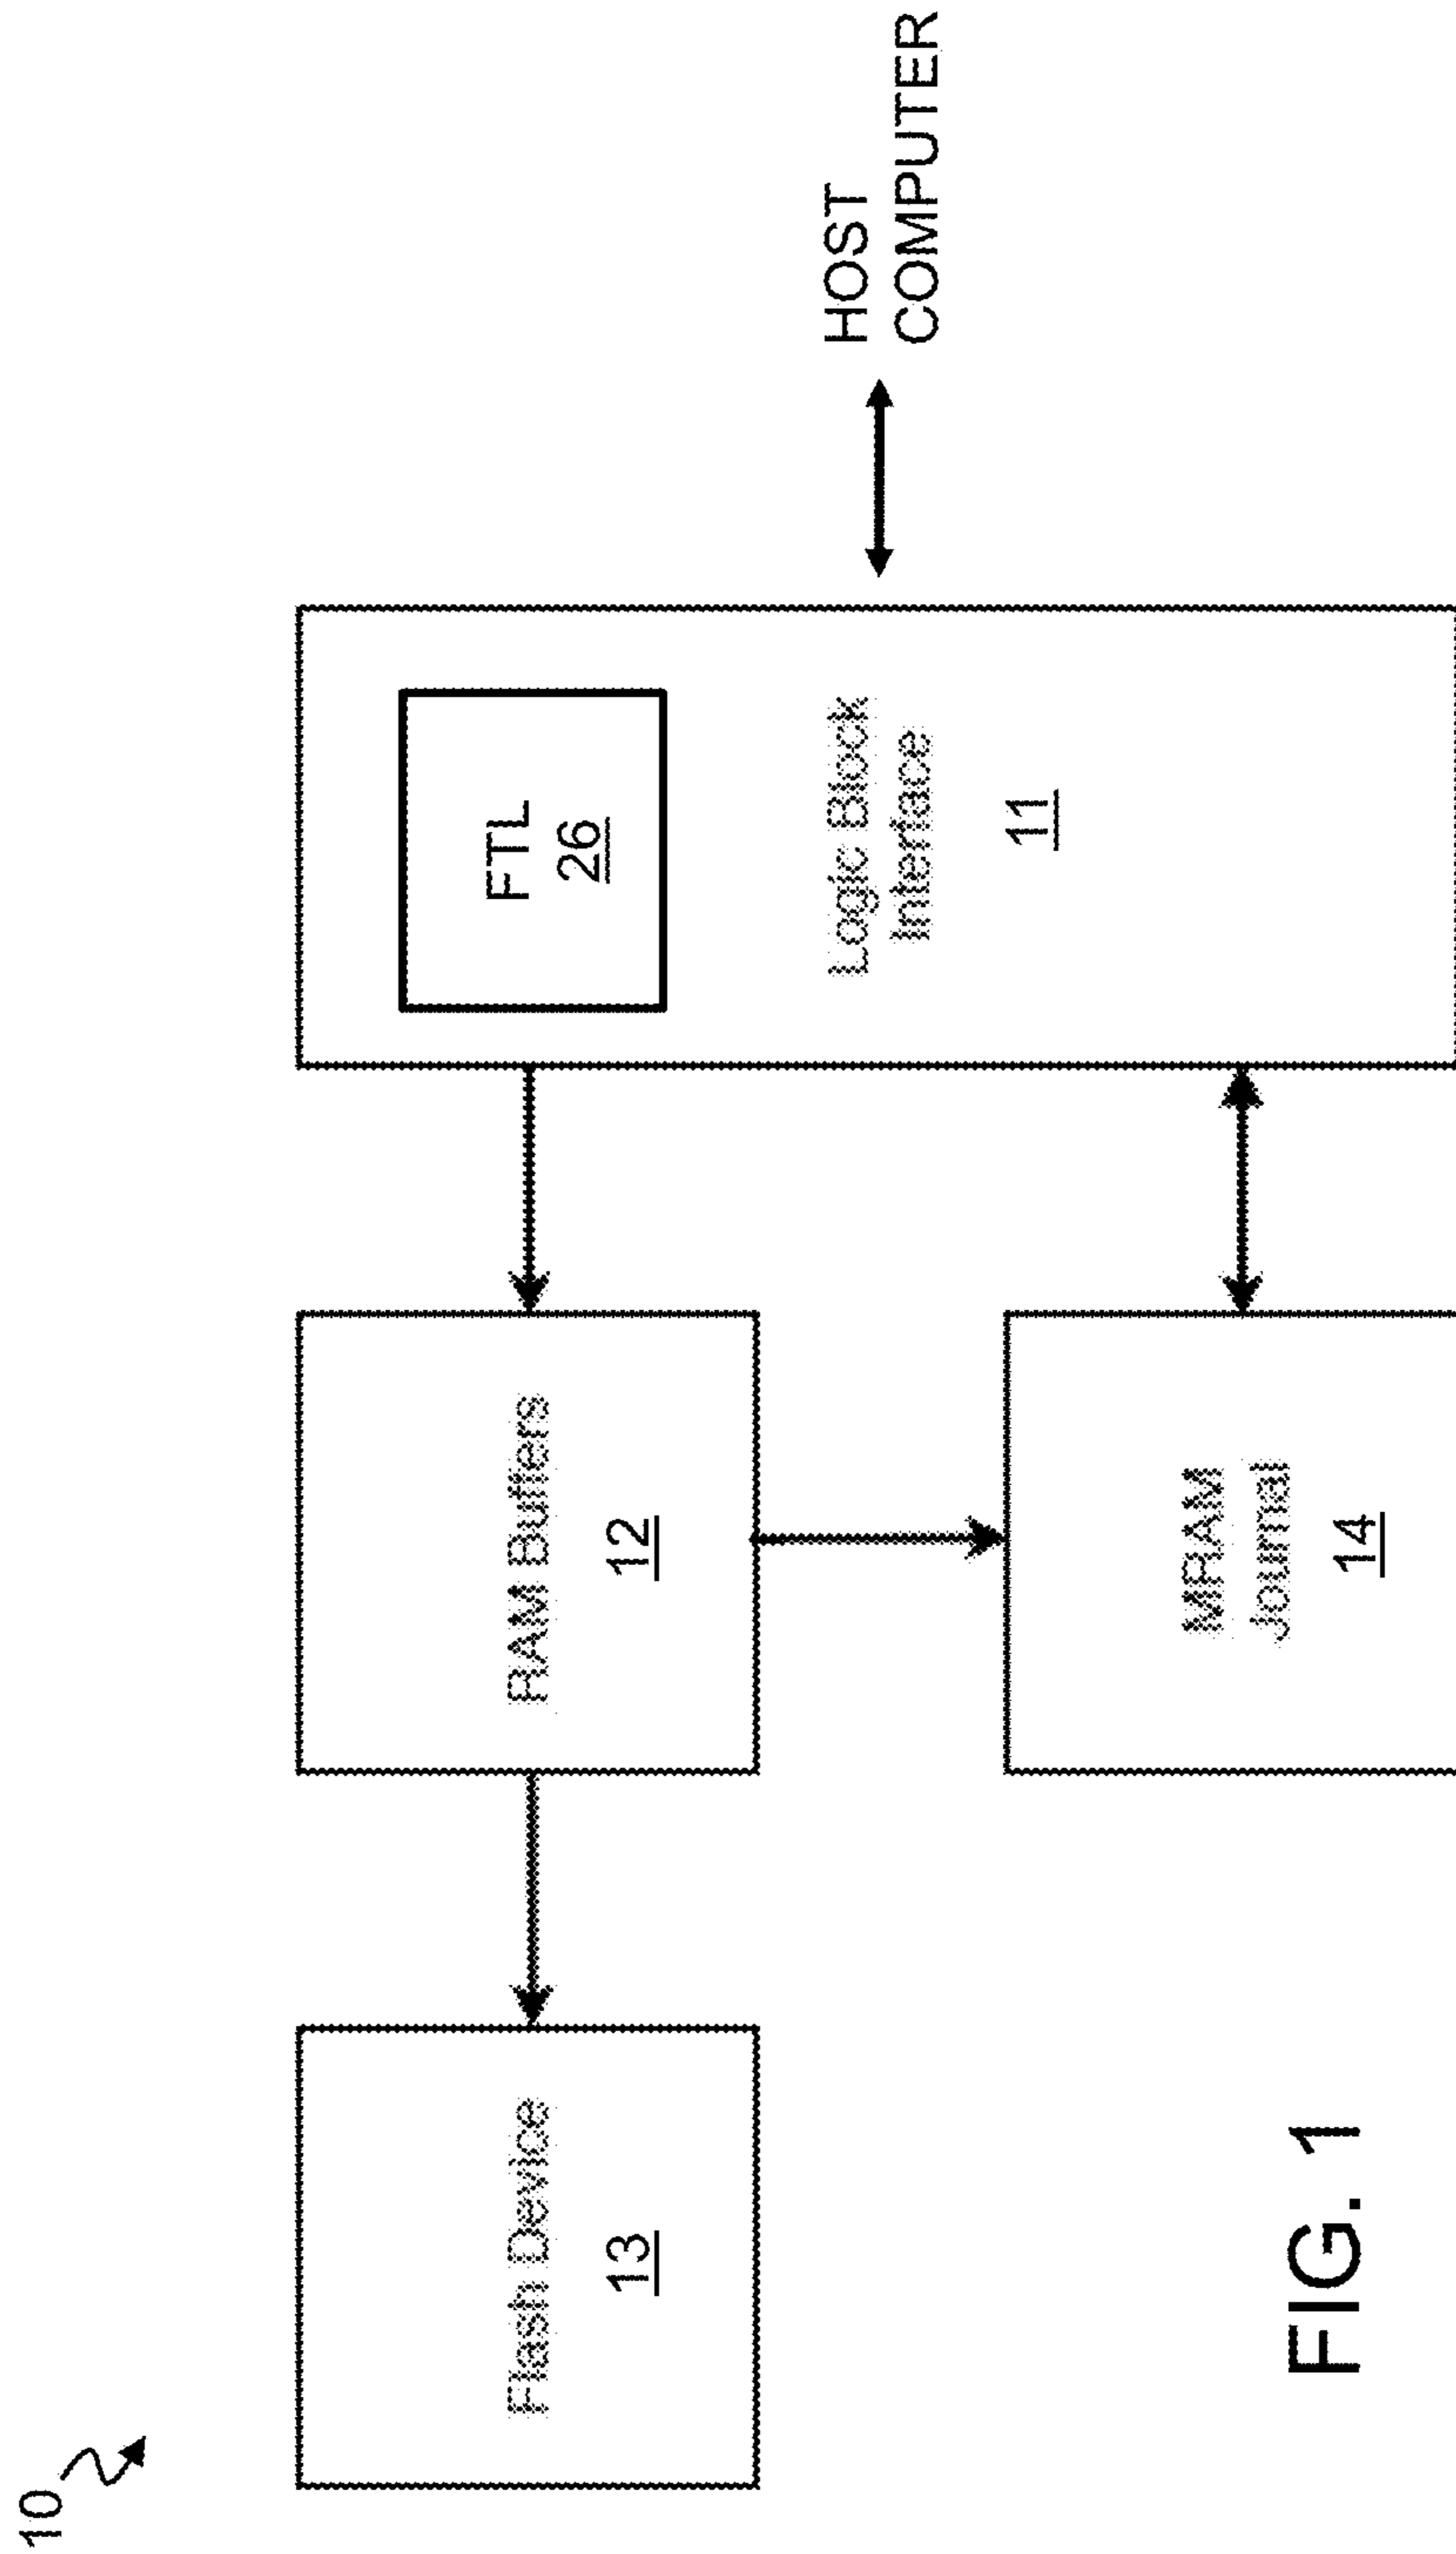 10
Flash Device
13
RAM Buffers
12
FTL
26
Logic Block
Interface
11
HOST
COMPUTER
MRAM
Journal
14
FIG. 1